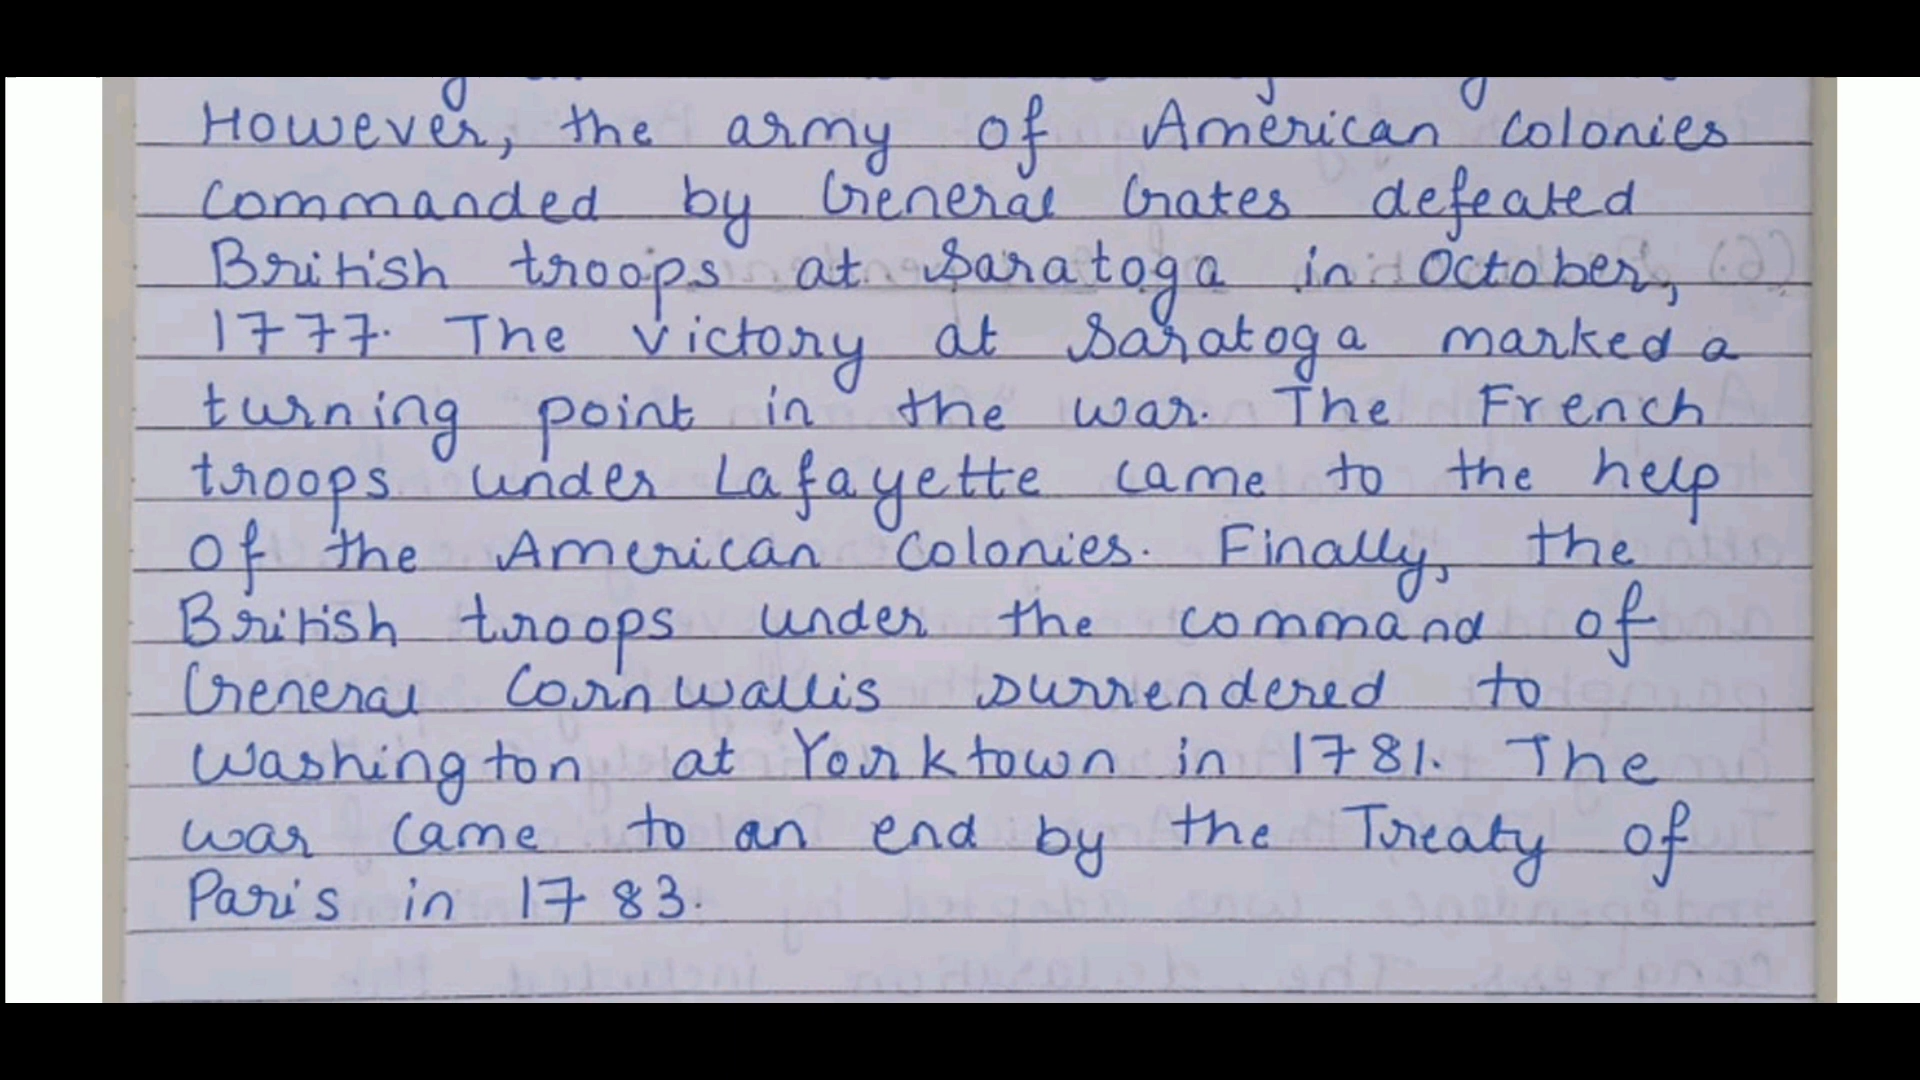 However, the army of American colonies
commanded by General Gates defeated
British troops at Saratoga in October,
1777. The victory at Saratoga marked a
turning point in the war. The French
troops under Lafayette came to the help
of the American colonies. Finally, the
British troops under the command of
General Cornwallis surrendered to
Washington at Yorktown in 1781. The
war came to an end by the Treaty of
Paris in 1783.